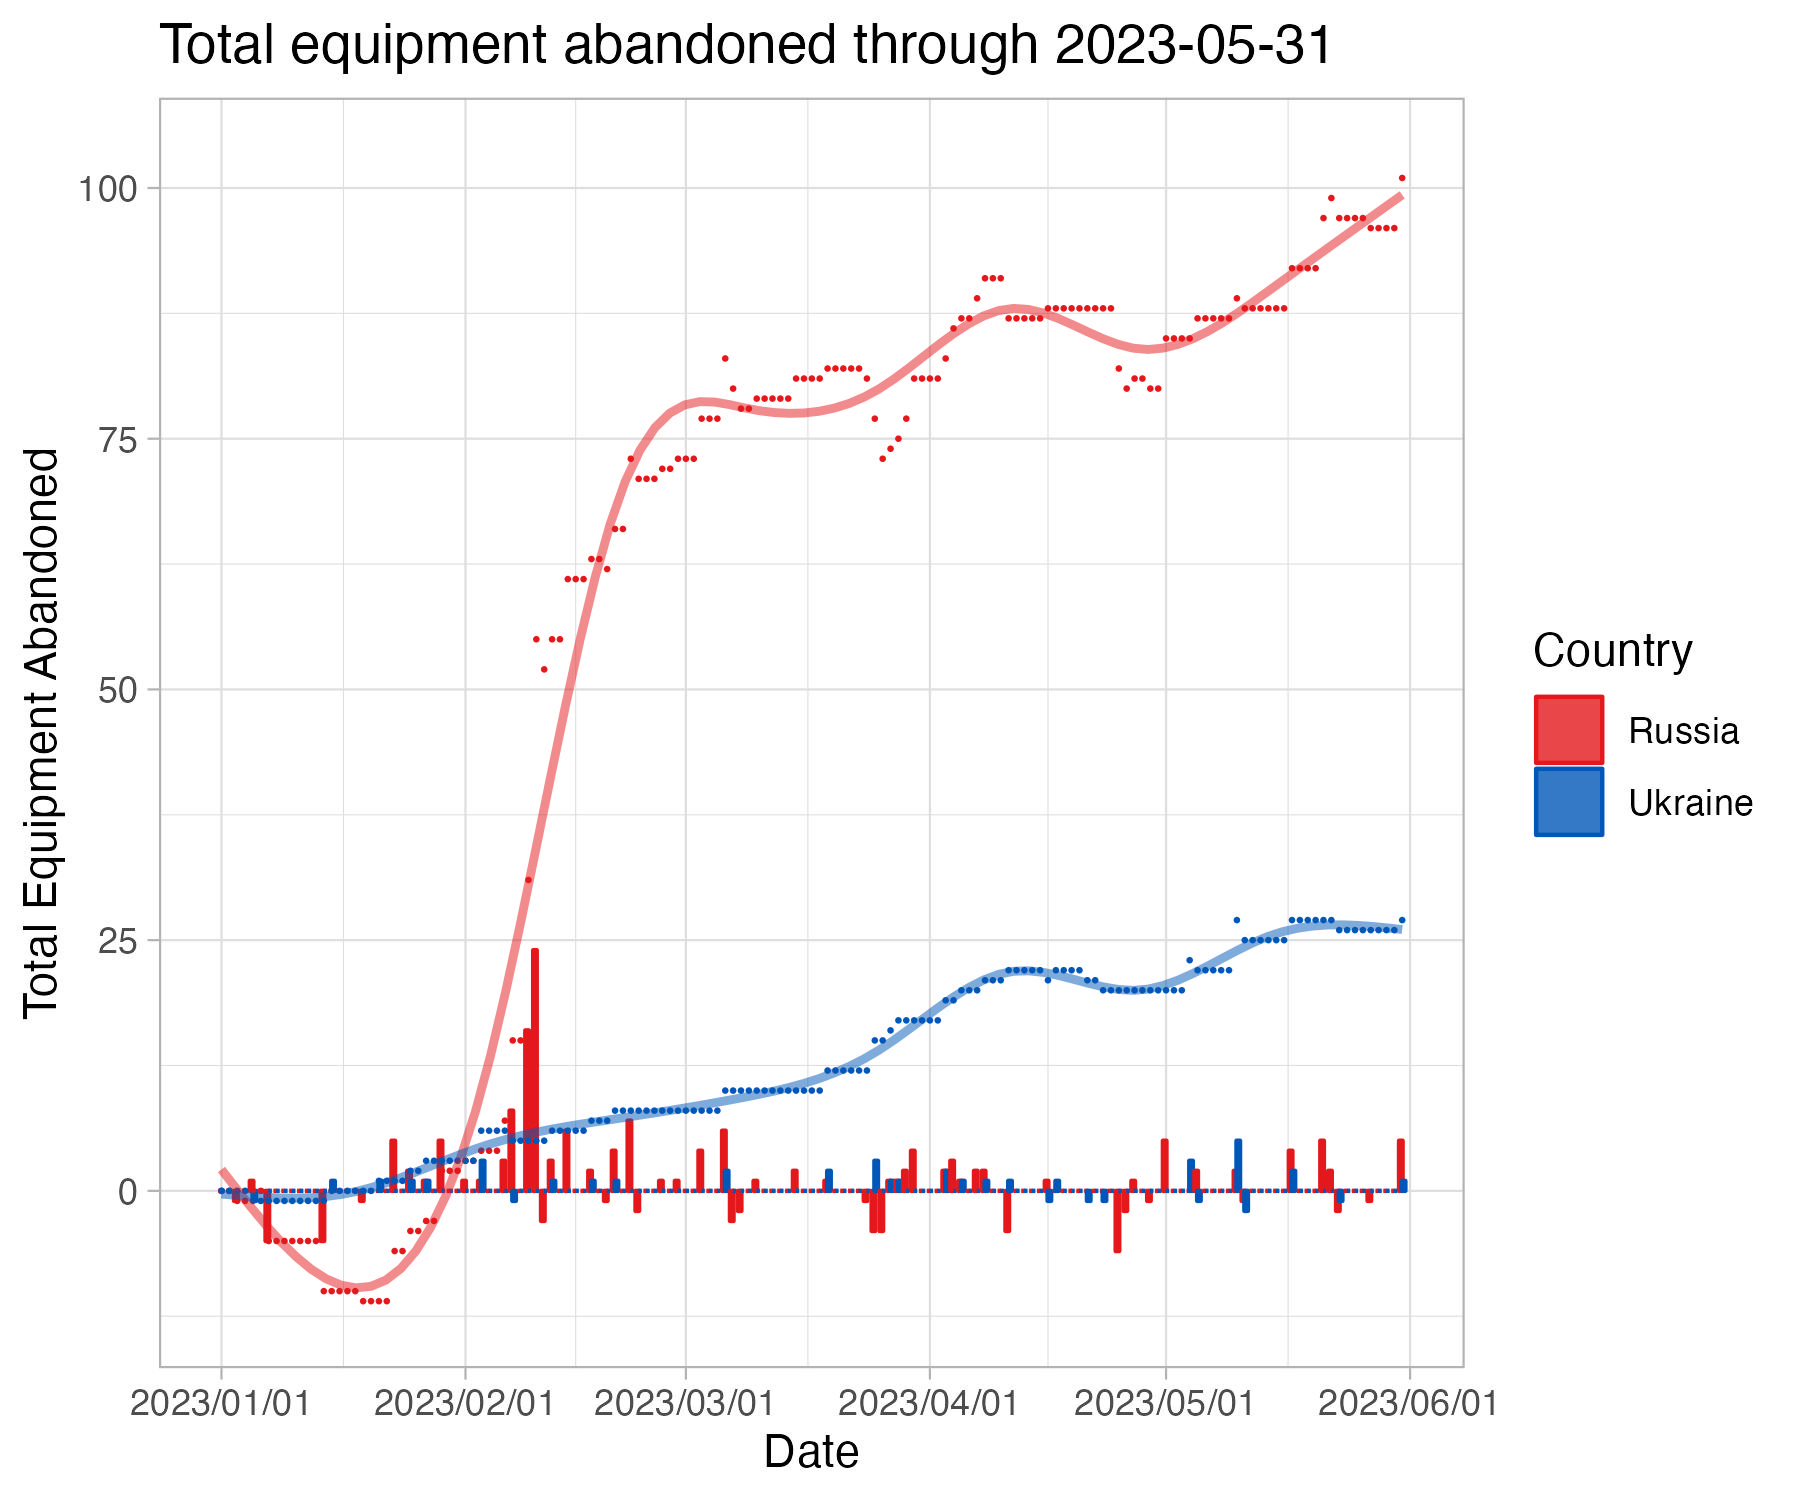 Total equipment abandoned through 2023-05-31
Total Equipment Abandoned
100
75
50
25
0
2023/01/01
2023/02/01
2023/03/01
2023/04/01
2023/05/01
2023/06/01
Date
Country
Russia
Ukraine